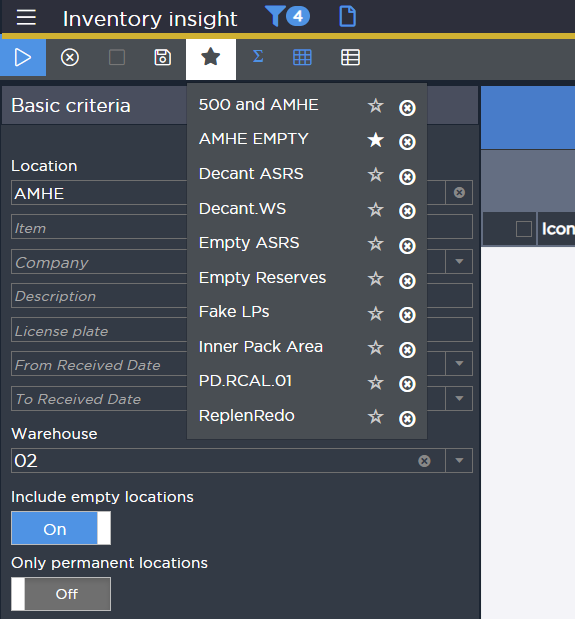 Inventory insight 4
Σ
Basic criteria
Location
AMHE
Item
Company
Description
License plate
From Received Date
To Received Date
Warehouse
02
Include empty locations
On
Only permanent locations
Off
500 and AMHE
AMHE EMPTY
Decant ASRS
Decant.WS
Empty ASRS
Empty Reserves
Fake LPs
Inner Pack Area
PD.RCAL.01
ReplenRedo
Icon